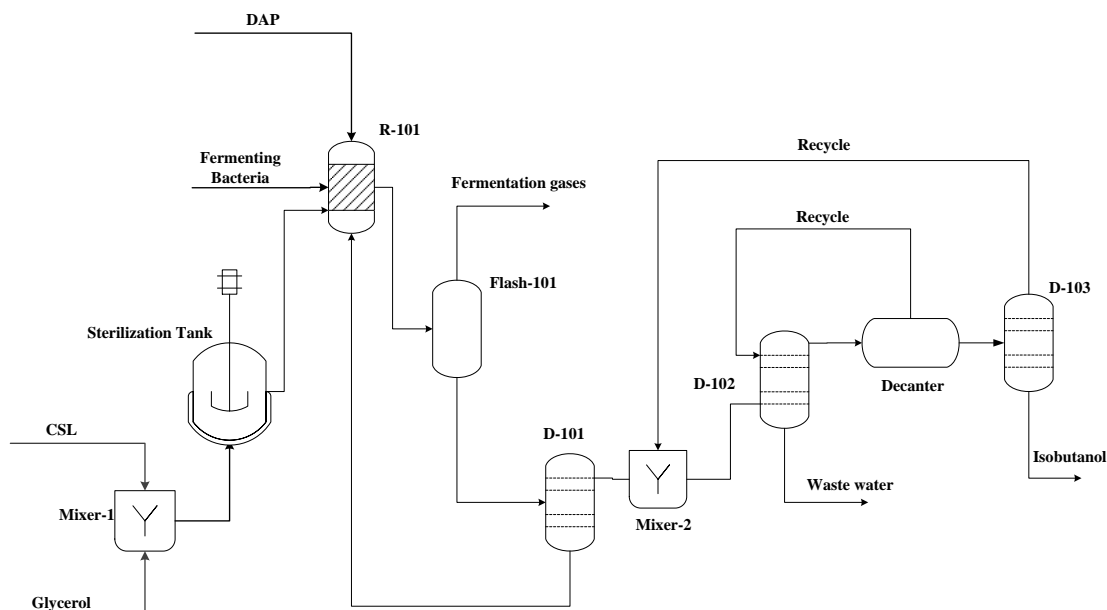 DAP
R-101
Recycle
Fermenting
Bacteria
Fermentation gases
Recycle
Flash-101
D-103
Sterilization Tank
D-102
Decanter
CSL
D-101
Isobutanol
Waste water
Mixer-1
Mixer-2
Glycerol